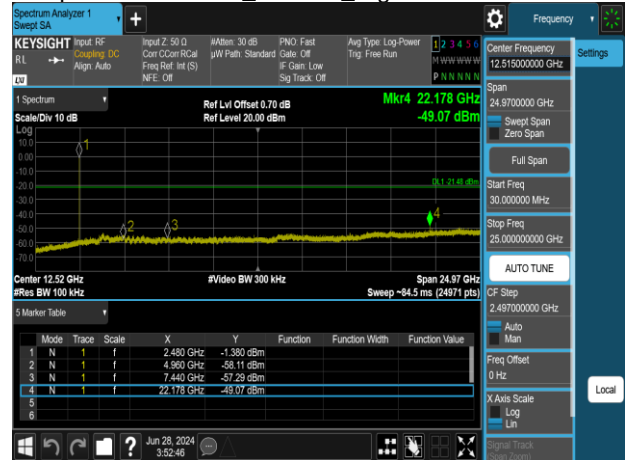 Spectrum Analyzer 1
Swept SA
Frequency
KEYSIGHT
RL
LXI
Input: RF
Coupling: DC
Align: Auto
Input Z: 50 Ω
Corr CCorr RCal
Freq Ref: Int (S)
NFE: Off
#Atten: 30 dB
µW Path: Standard
PNO: Fast
Gate: Off
IF Gain: Low
Sig Track: Off
Avg Type: Log-Power
Trig: Free Run
1 2 3 4 5 6
M W W W W W
P N N N N N
1 Spectrum
Scale/Div 10 dB
Ref Lvl Offset 0.70 dB
Ref Level 20.00 dBm
Mkr4 22.178 GHz
-49.07 dBm
Log
10.0
0.00
-10.0
-20.0
-30.0
-40.0
-50.0
-60.0
-70.0
1
2
3
4
DL1 -21.48 dBm
Center 12.52 GHz
#Res BW 100 kHz
#Video BW 300 kHz
Span 24.97 GHz
Sweep ~84.5 ms (24971 pts)
5 Marker Table
Mode Trace Scale X Y Function Function Width Function Value
1 N 1 f 2.480 GHz -1.380 dBm
2 N 1 f 4.960 GHz -58.11 dBm
3 N 1 f 7.440 GHz -57.29 dBm
4 N 1 f 22.178 GHz -49.07 dBm
5
6
Jun 28, 2024
3:52:46
Center Frequency
12.515000000 GHz
Span
24.9700000 GHz
Swept Span
Zero Span
Full Span
Start Freq
30.000000 MHz
Stop Freq
25.000000000 GHz
AUTO TUNE
CF Step
2.497000000 GHz
Auto
Man
Freq Offset
0 Hz
X Axis Scale
Log
Lin
Signal Track
(Span Zoom)
Settings
Local